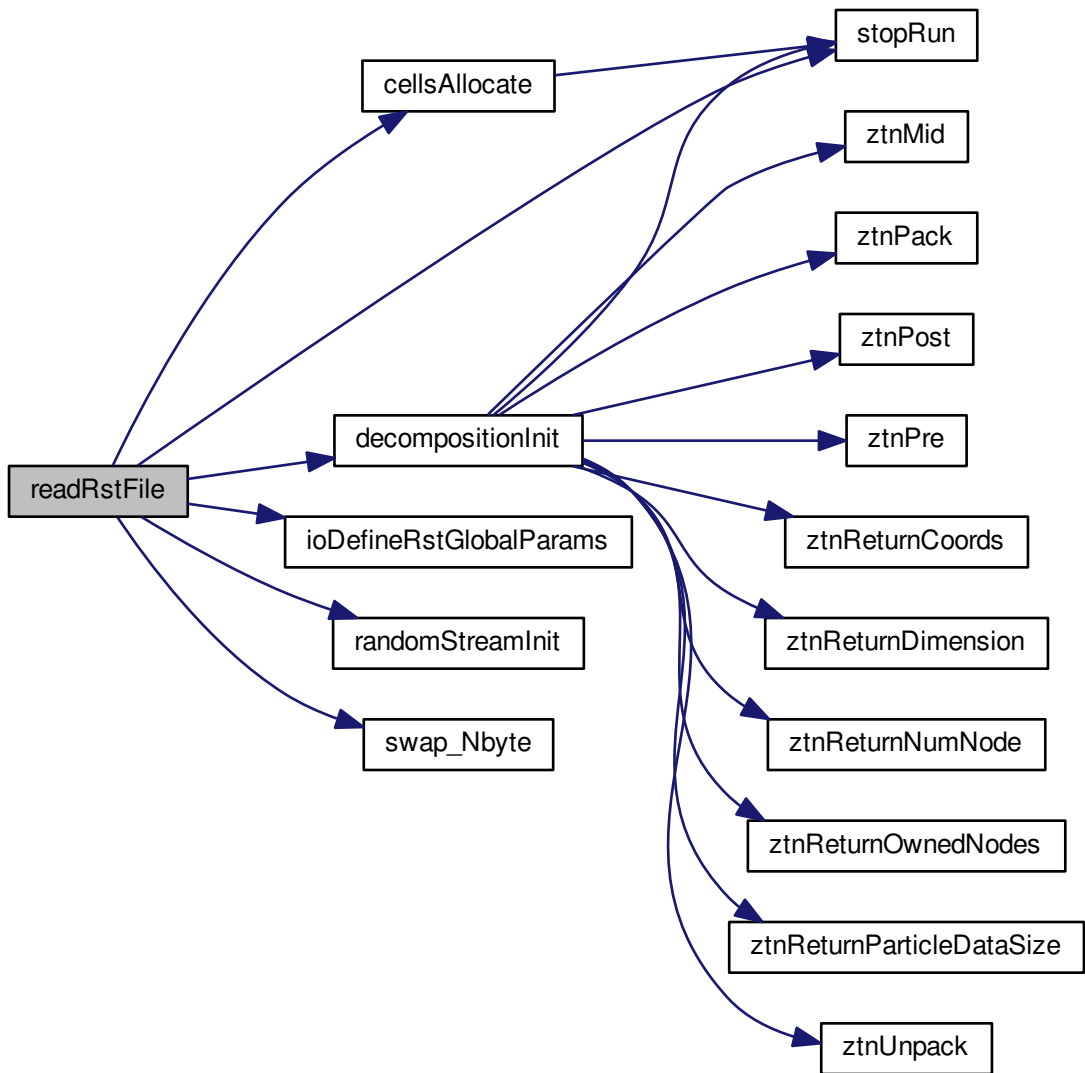 stopRun
cellsAllocate
ztnMid
ztnPack
ztnPost
decompositionInit
ztnPre
readRstFile
ioDefineRstGlobalParams
ztnReturnCoords
randomStreamInit
ztnReturnDimension
swap_Nbyte
ztnReturnNumNode
ztnReturnOwnedNodes
ztnReturnParticleDataSize
ztnUnpack